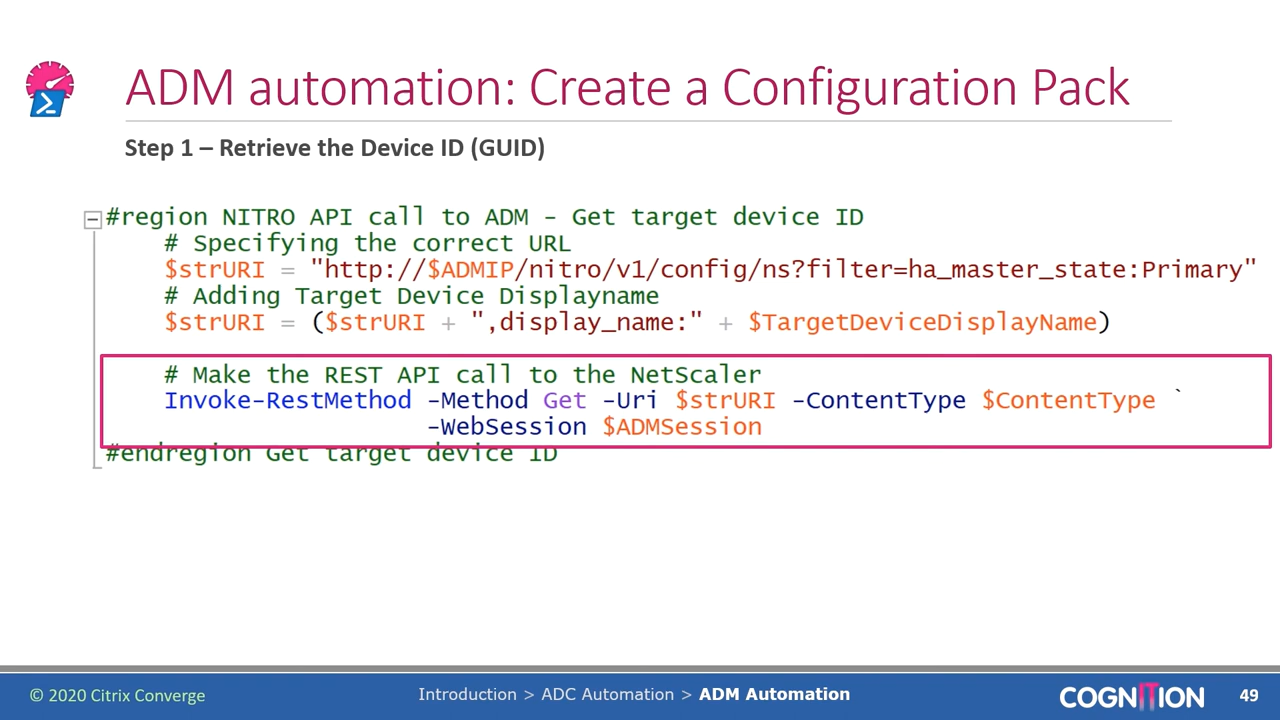 ADM automation: Create a Configuration Pack
Step 1 – Retrieve the Device ID (GUID)
#region NITRO API call to ADM - Get target device ID
# Specifying the correct URL
$strURI = "http://$ADMIP/nitro/v1/config/ns?filter=ha_master_state:Primary"
# Adding Target Device Displayname
$strURI = ($strURI + ",display_name:" + $TargetDeviceDisplayName)
# Make the REST API call to the NetScaler
Invoke-RestMethod -Method Get -Uri $strURI -ContentType $ContentType `
-WebSession $ADMSession
#endregion Get target device ID
© 2020 Citrix Converge
Introduction > ADC Automation > ADM Automation
COGNITION
49